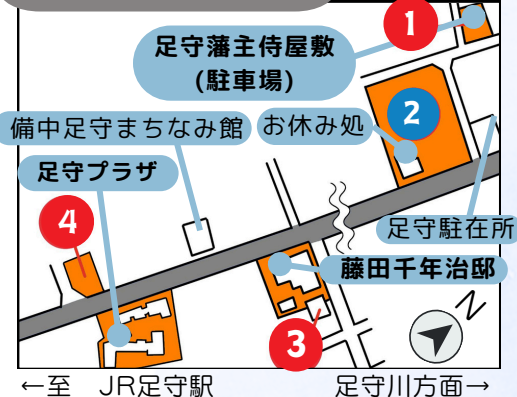 1
足守藩主侍屋敷
(駐車場)
備中足守まちなみ館
お休み処
2
足守プラザ
4
足守駐在所
藤田千年治邸
3
N
←至 JR足守駅
足守川方面→